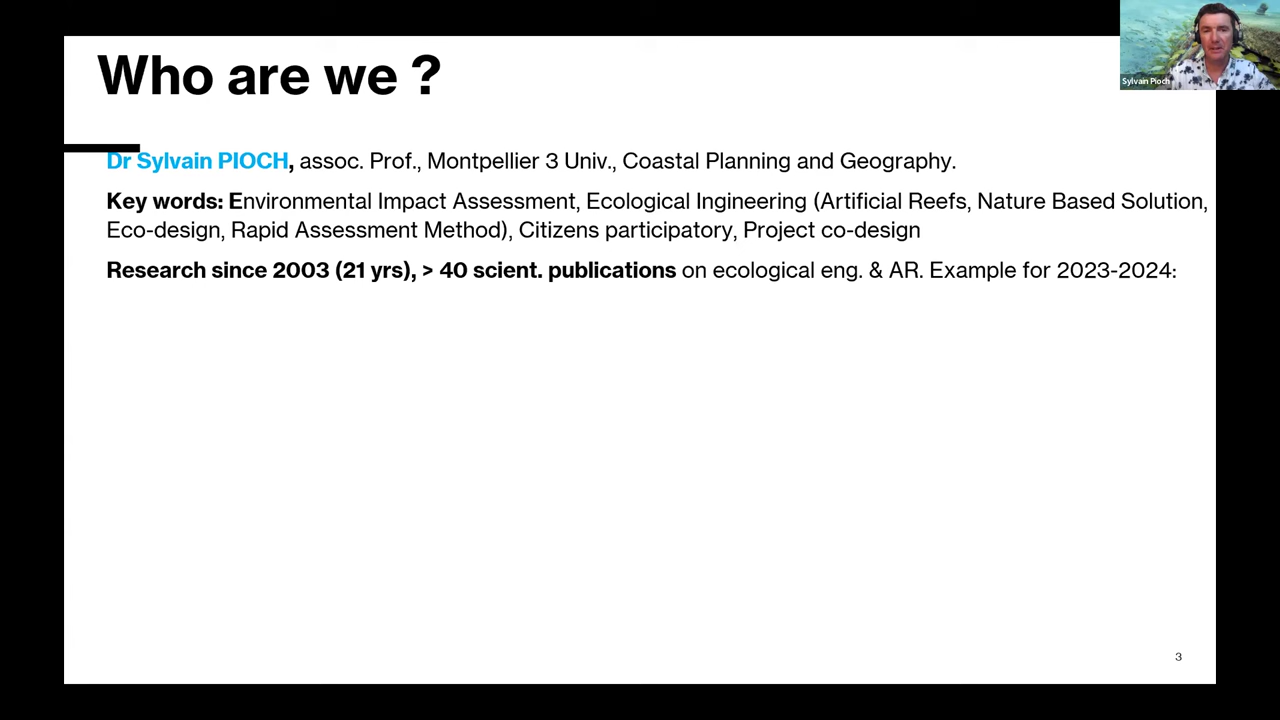 Who are we ?
Sylvain Pioch
Dr Sylvain PIOCH, assoc. Prof., Montpellier 3 Univ., Coastal Planning and Geography.
Key words: Environmental Impact Assessment, Ecological Ingineering (Artificial Reefs, Nature Based Solution,
Eco-design, Rapid Assessment Method), Citizens participatory, Project co-design
Research since 2003 (21 yrs), > 40 scient. publications on ecological eng. & AR. Example for 2023-2024:
3